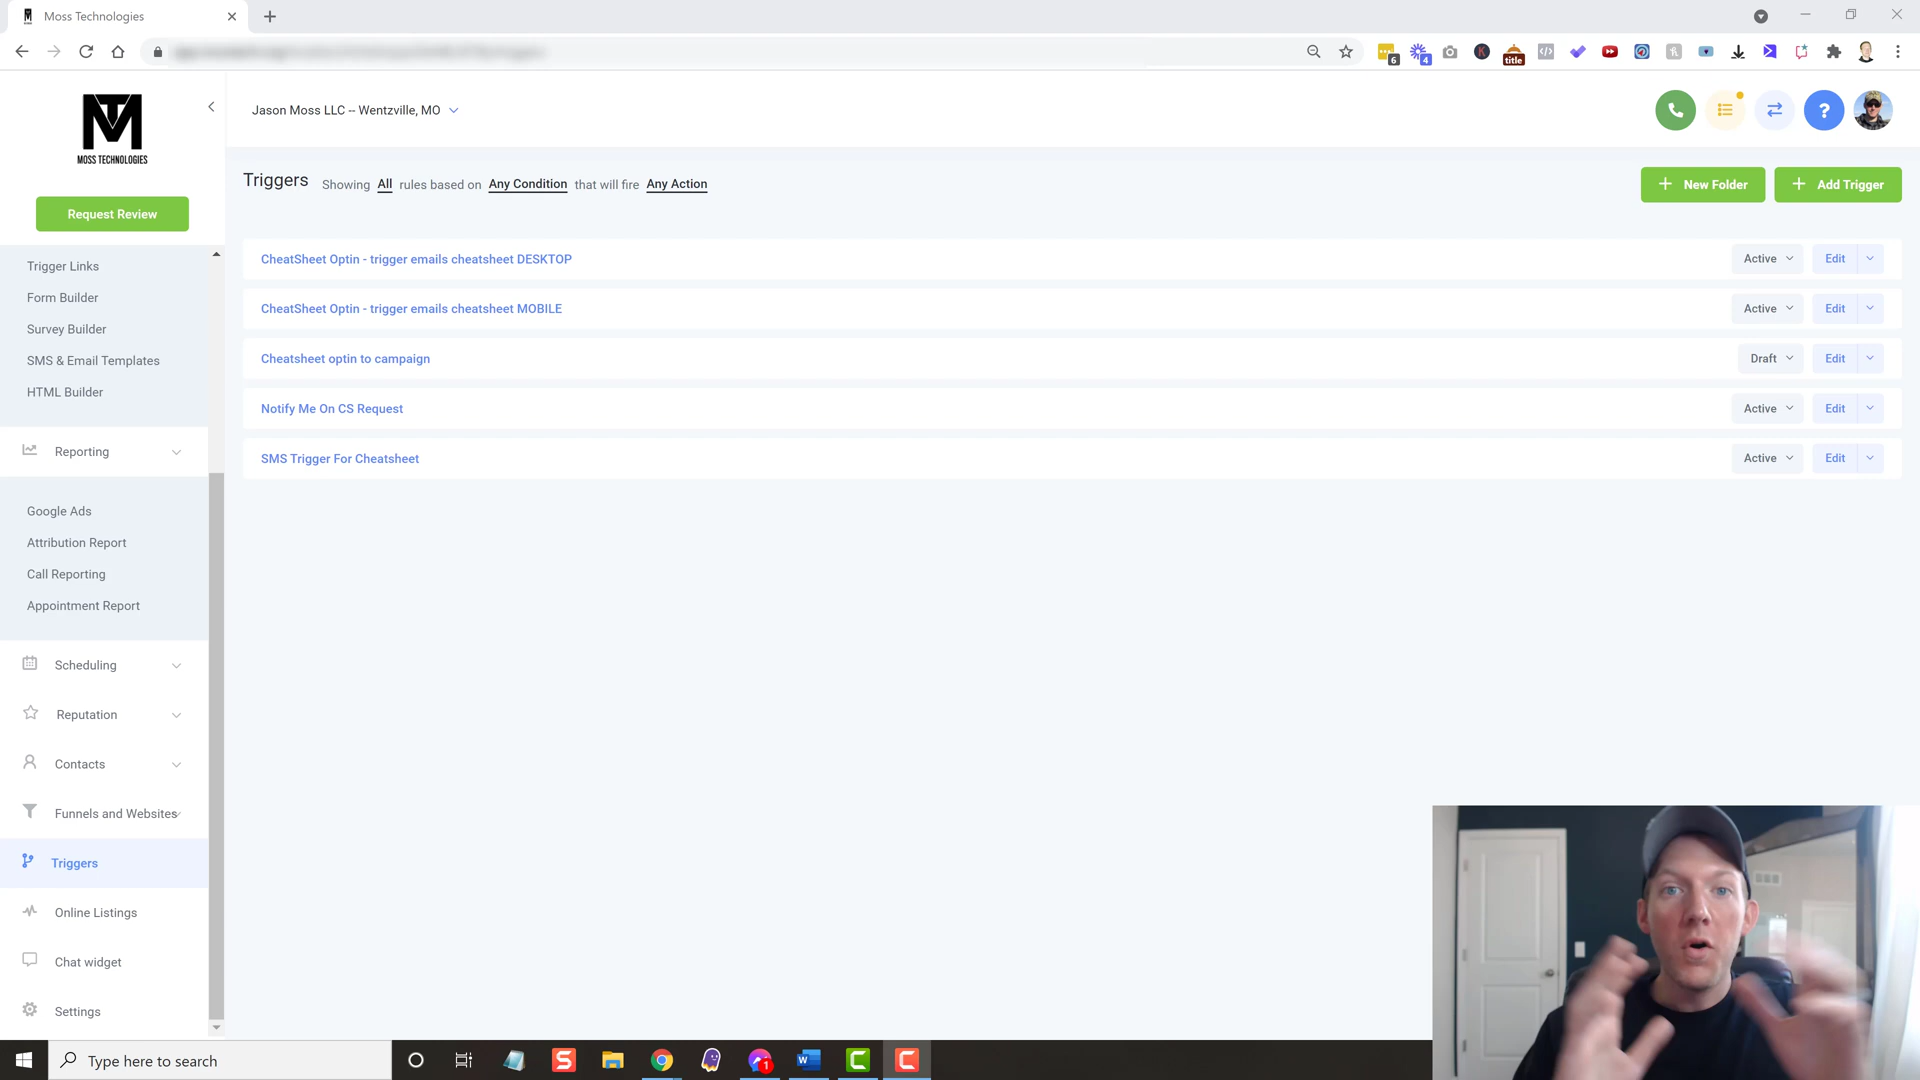 Moss Technologies
6
4
title
MOSS TECHNOLOGIES
Jason Moss LLC -- Wentzville, MO
?
Request Review
Triggers Showing All rules based on Any Condition that will fire Any Action
+ New Folder
+ Add Trigger
Trigger Links
Form Builder
Survey Builder
SMS & Email Templates
HTML Builder
Reporting
Google Ads
Attribution Report
Call Reporting
Appointment Report
Scheduling
Reputation
Contacts
Funnels and Websites
Triggers
Online Listings
Chat widget
Settings
CheatSheet Optin - trigger emails cheatsheet DESKTOP Active Edit
CheatSheet Optin - trigger emails cheatsheet MOBILE Active Edit
Cheatsheet optin to campaign Draft Edit
Notify Me On CS Request Active Edit
SMS Trigger For Cheatsheet Active Edit
Type here to search
1